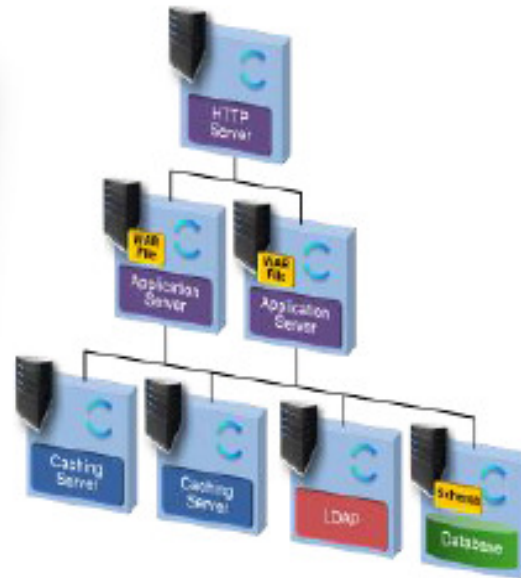 HTTP
Server
WAR
File
Application
Server
WAR
File
Application
Server
Caching
Server
Caching
Server
LDAP
Schema
Database